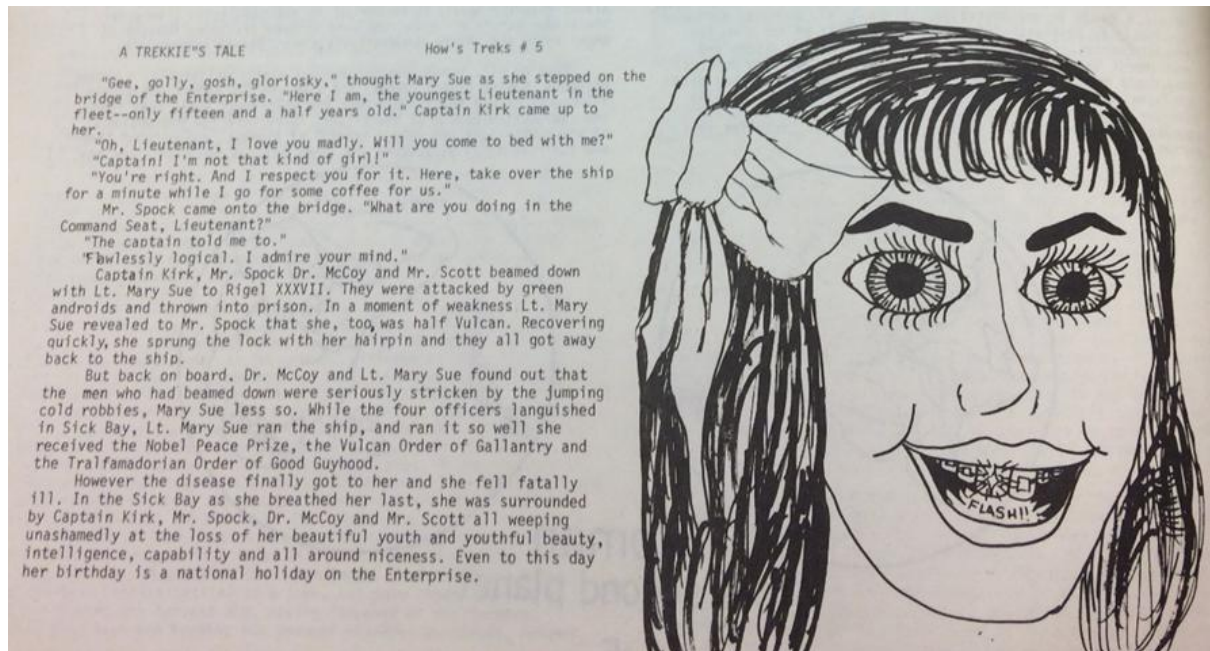 A TREKKIE"S TALE
How's Treks # 5
"Gee, golly, gosh, gloriosky," thought Mary Sue as she stepped on the
bridge of the Enterprise. "Here I am, the youngest Lieutenant in the
fleet--only fifteen and a half years old." Captain Kirk came up to
her.
"Oh, Lieutenant, I love you madly. Will you come to bed with me?"
"Captain! I'm not that kind of girl!"
"You're right. And I respect you for it. Here, take over the ship
for a minute while I go for some coffee for us."
Mr. Spock came onto the bridge. "What are you doing in the
Command Seat, Lieutenant?"
"The captain told me to."
"Flawlessly logical. I admire your mind."
Captain Kirk, Mr. Spock Dr. McCoy and Mr. Scott beamed down
with Lt. Mary Sue to Rigel XXXVII. They were attacked by green
androids and thrown into prison. In a moment of weakness Lt. Mary
Sue revealed to Mr. Spock that she, too, was half Vulcan. Recovering
quickly, she sprung the lock with her hairpin and they all got away
back to the ship.
But back on board, Dr. McCoy and Lt. Mary Sue found out that
the men who had beamed down were seriously stricken by the jumping
cold robbies, Mary Sue less so. While the four officers languished
in Sick Bay, Lt. Mary Sue ran the ship, and ran it so well she
received the Nobel Peace Prize, the Vulcan Order of Gallantry and
the Tralfamadorian Order of Good Guyhood.
However the disease finally got to her and she fell fatally
ill. In the Sick Bay as she breathed her last, she was surrounded
by Captain Kirk, Mr. Spock, Dr. McCoy and Mr. Scott all weeping
unashamedly at the loss of her beautiful youth and youthful beauty,
intelligence, capability and all around niceness. Even to this day
her birthday is a national holiday on the Enterprise.
FLASH!!